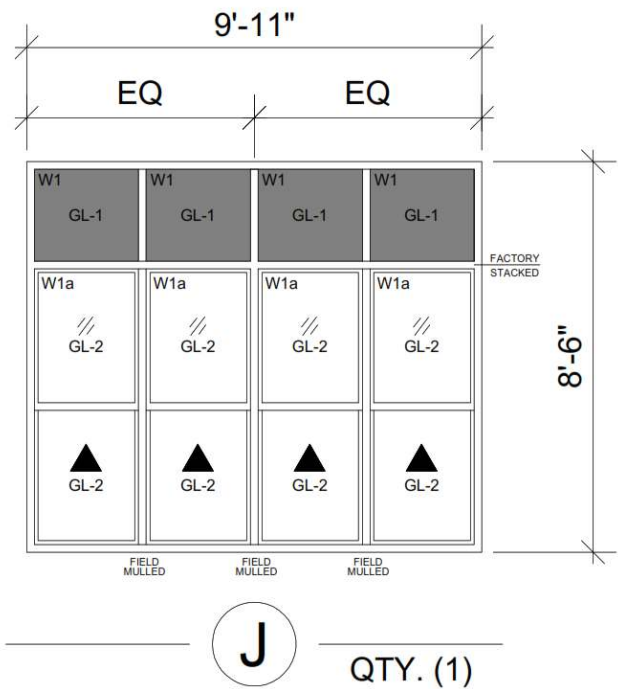 9'-11"
EQ EQ
W1 W1 W1 W1
GL-1 GL-1 GL-1 GL-1
FACTORY
STACKED
W1a W1a W1a W1a
GL-2 GL-2 GL-2 GL-2
8'-6"
GL-2 GL-2 GL-2 GL-2
FIELD FIELD FIELD
MULLED MULLED MULLED
J
QTY. (1)